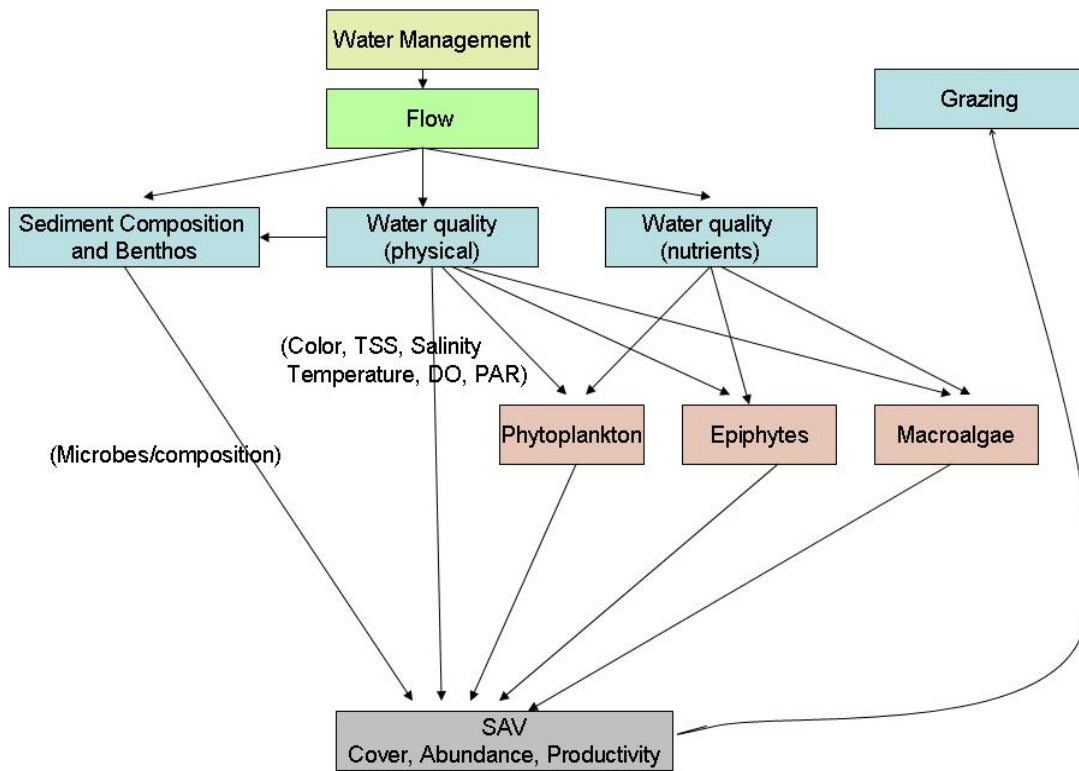 Water Management
Grazing
Flow
Sediment Composition
and Benthos
Water quality
(physical)
Water quality
(nutrients)
(Color, TSS, Salinity
Temperature, DO, PAR)
Phytoplankton
Epiphytes
Macroalgae
(Microbes/composition)
SAV
Cover, Abundance, Productivity